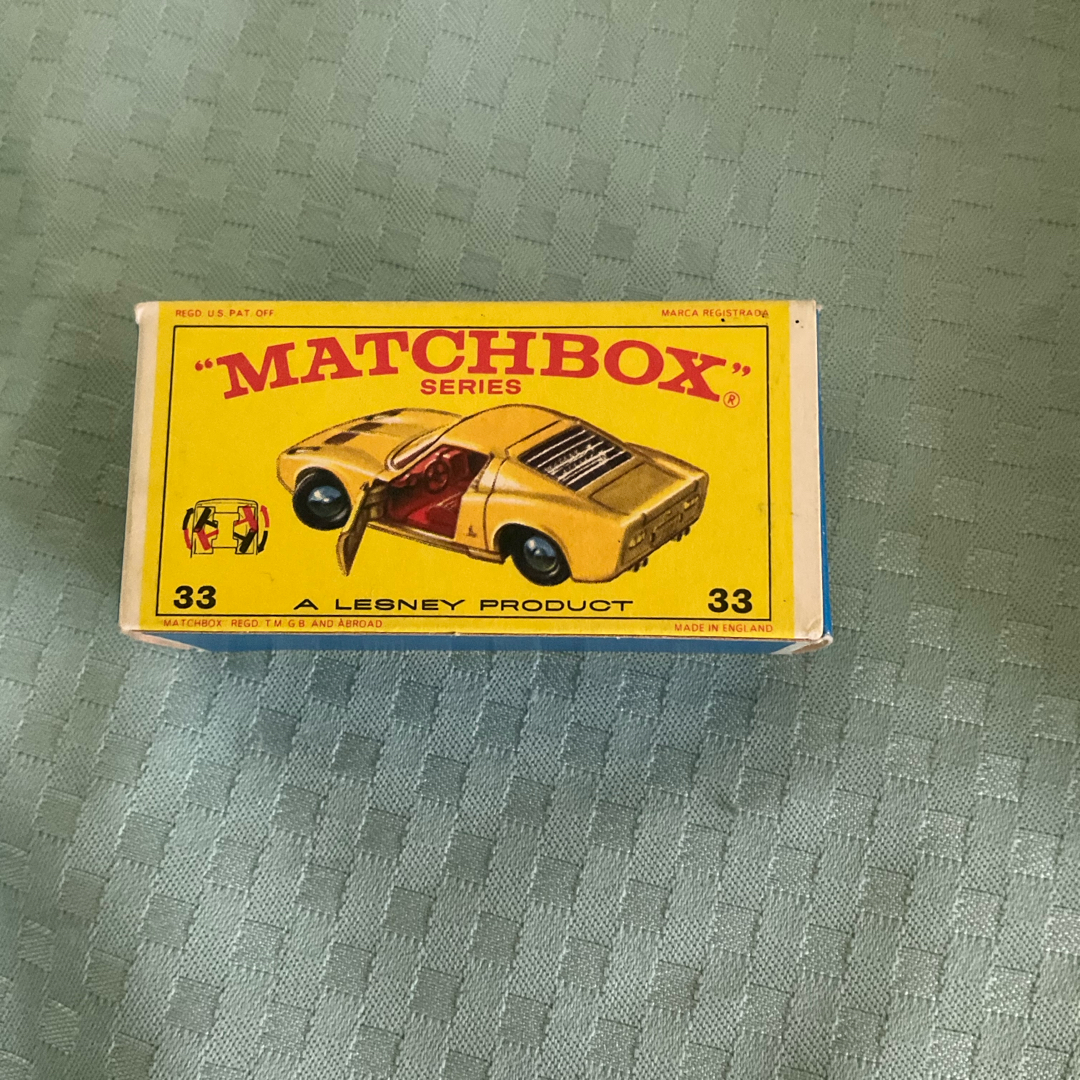 REGD. U.S. PAT. OFF.
MARCA REGISTRADA
"MATCHBOX"®
SERIES
33
A LESNEY PRODUCT
33
MATCHBOX REGD. T.M. G.B. AND ABROAD
MADE IN ENGLAND